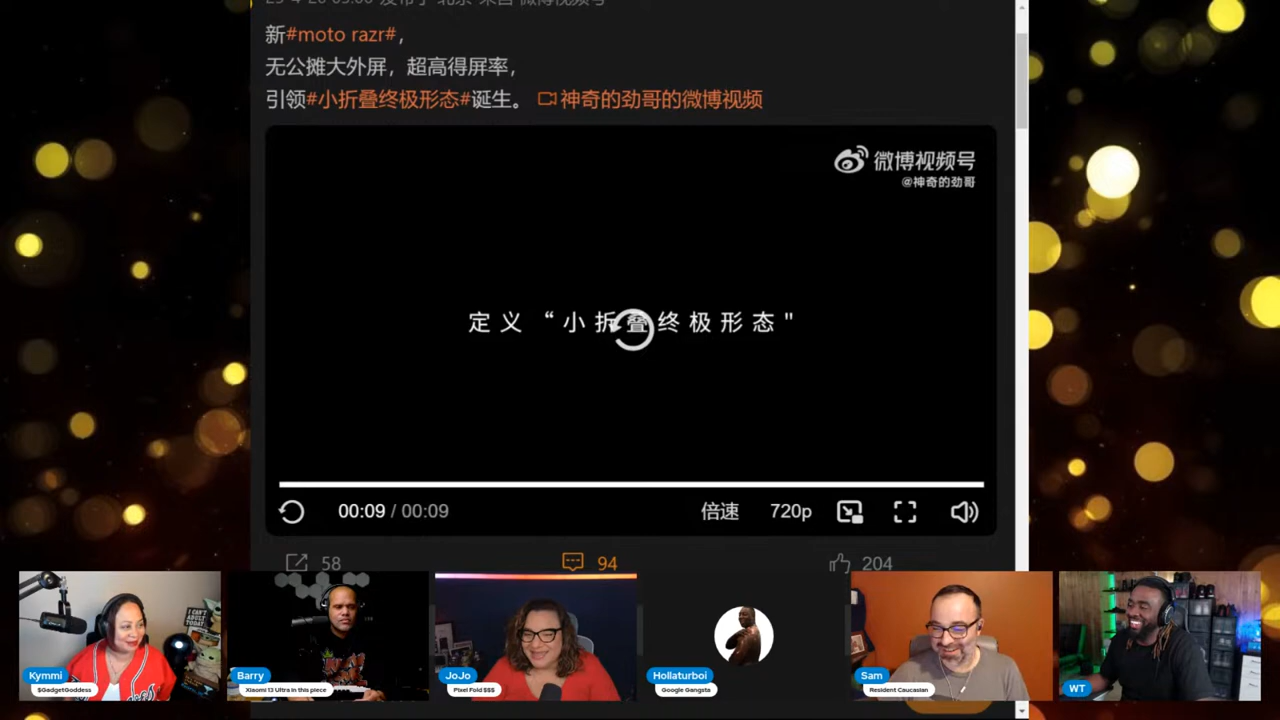 新#moto razr#，
无公摊大外屏，超高得屏率，
引领#小折叠终极形态#诞生。 神奇的劲哥的微博视频
微博视频号
@神奇的劲哥
定义“小折叠终极形态"
00:09 / 00:09 倍速 720p
58 94 204
I CAN'T
ADULT
TODAY
Kymmi
$GadgetGoddess
Barry
Xiaomi 13 Ultra in this piece
JoJo
Pixel Fold $$$
Hollaturboi
Google Gangsta
Sam
Resident Caucasian
WT